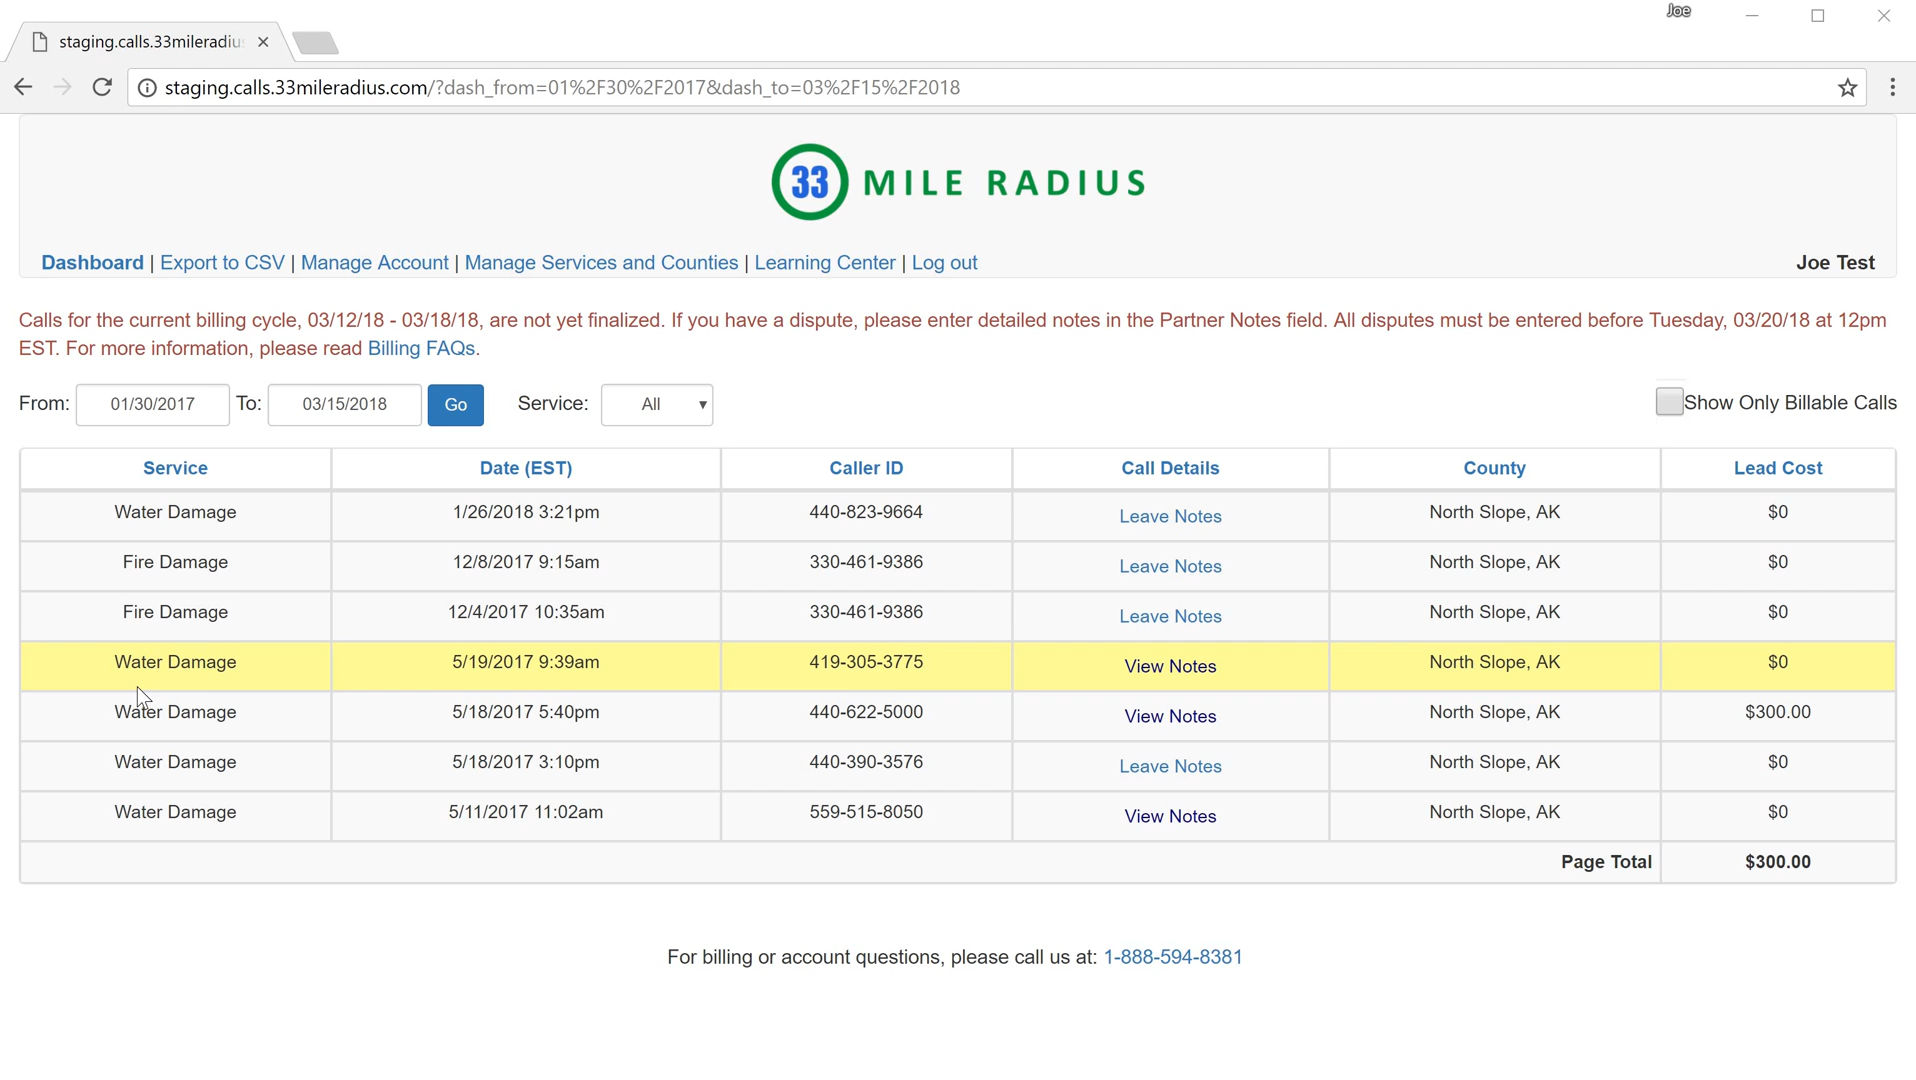 Joe
staging.calls.33mileradiu
staging.calls.33mileradius.com/?dash_from=01%2F30%2F2017&dash_to=03%2F15%2F2018
33 MILE RADIUS
Dashboard | Export to CSV | Manage Account | Manage Services and Counties | Learning Center | Log out
Joe Test
Calls for the current billing cycle, 03/12/18 - 03/18/18, are not yet finalized. If you have a dispute, please enter detailed notes in the Partner Notes field. All disputes must be entered before Tuesday, 03/20/18 at 12pm
EST. For more information, please read Billing FAQs.
From: 01/30/2017 To: 03/15/2018 Go Service: All Show Only Billable Calls
Service Date (EST) Caller ID Call Details County Lead Cost
Water Damage 1/26/2018 3:21pm 440-823-9664 Leave Notes North Slope, AK $0
Fire Damage 12/8/2017 9:15am 330-461-9386 Leave Notes North Slope, AK $0
Fire Damage 12/4/2017 10:35am 330-461-9386 Leave Notes North Slope, AK $0
Water Damage 5/19/2017 9:39am 419-305-3775 View Notes North Slope, AK $0
Water Damage 5/18/2017 5:40pm 440-622-5000 View Notes North Slope, AK $300.00
Water Damage 5/18/2017 3:10pm 440-390-3576 Leave Notes North Slope, AK $0
Water Damage 5/11/2017 11:02am 559-515-8050 View Notes North Slope, AK $0
Page Total $300.00
For billing or account questions, please call us at: 1-888-594-8381